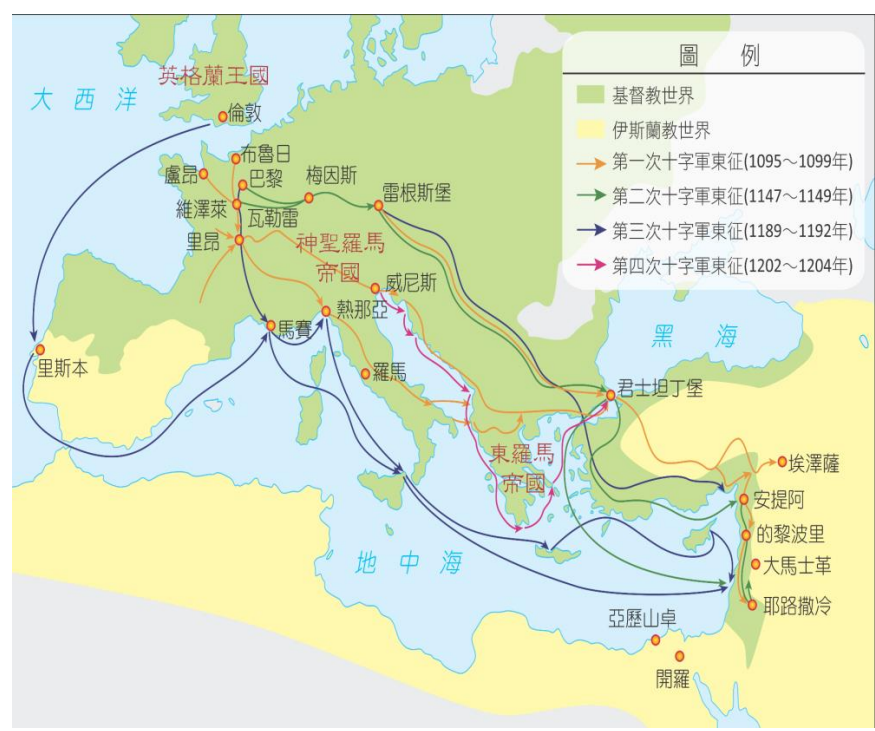 圖 例
基督教世界
伊斯蘭教世界
第一次十字軍東征(1095～1099年)
第二次十字軍東征(1147～1149年)
第三次十字軍東征(1189～1192年)
第四次十字軍東征(1202～1204年)
英格蘭王國
大西洋
倫敦
布魯日
盧昂
巴黎
梅因斯
雷根斯堡
維澤萊
瓦勒雷
里昂
神聖羅馬
帝國
威尼斯
熱那亞
馬賽
黑海
里斯本
羅馬
君士坦丁堡
東羅馬
帝國
埃澤薩
安提阿
的黎波里
地中海
大馬士革
耶路撒冷
亞歷山卓
開羅